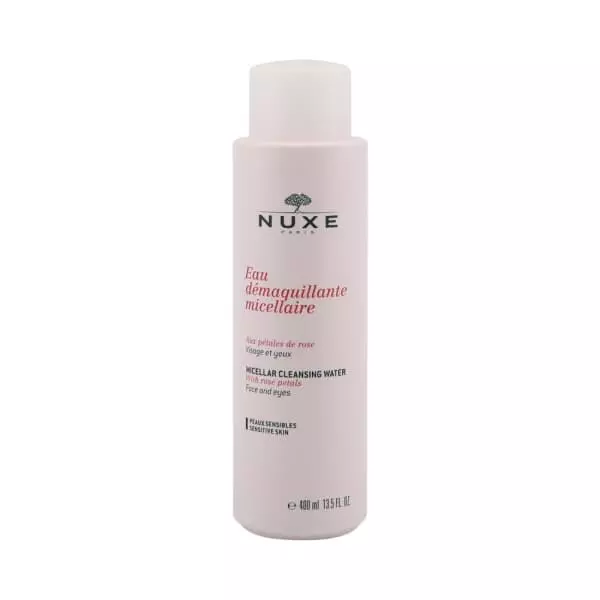 NUXE
PARIS
Eau
démaquillante
micellaire
Aux pétales de rose
Visage et yeux
MICELLAR CLEANSING WATER
With rose petals
Face and eyes
PEAUX SENSIBLES
SENSITIVE SKIN
℮ 400 ml 13.5 FL. OZ.